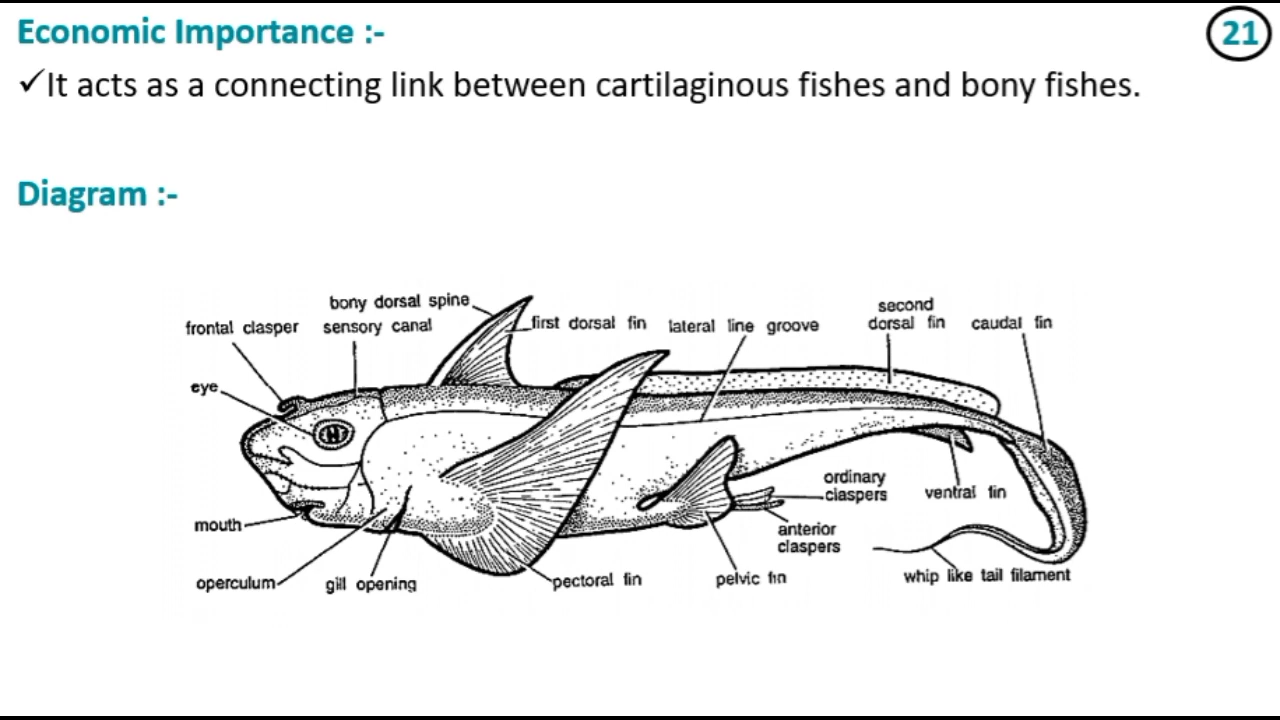 Economic Importance :-
21
✓It acts as a connecting link between cartilaginous fishes and bony fishes.
Diagram :-
bony dorsal spine
second
frontal clasper sensory canal first dorsal fin lateral line groove dorsal fin caudal fin
eye
ordinary
claspers
ventral fin
mouth
anterior
claspers
operculum gill opening pectoral fin pelvic fin whip like tail filament